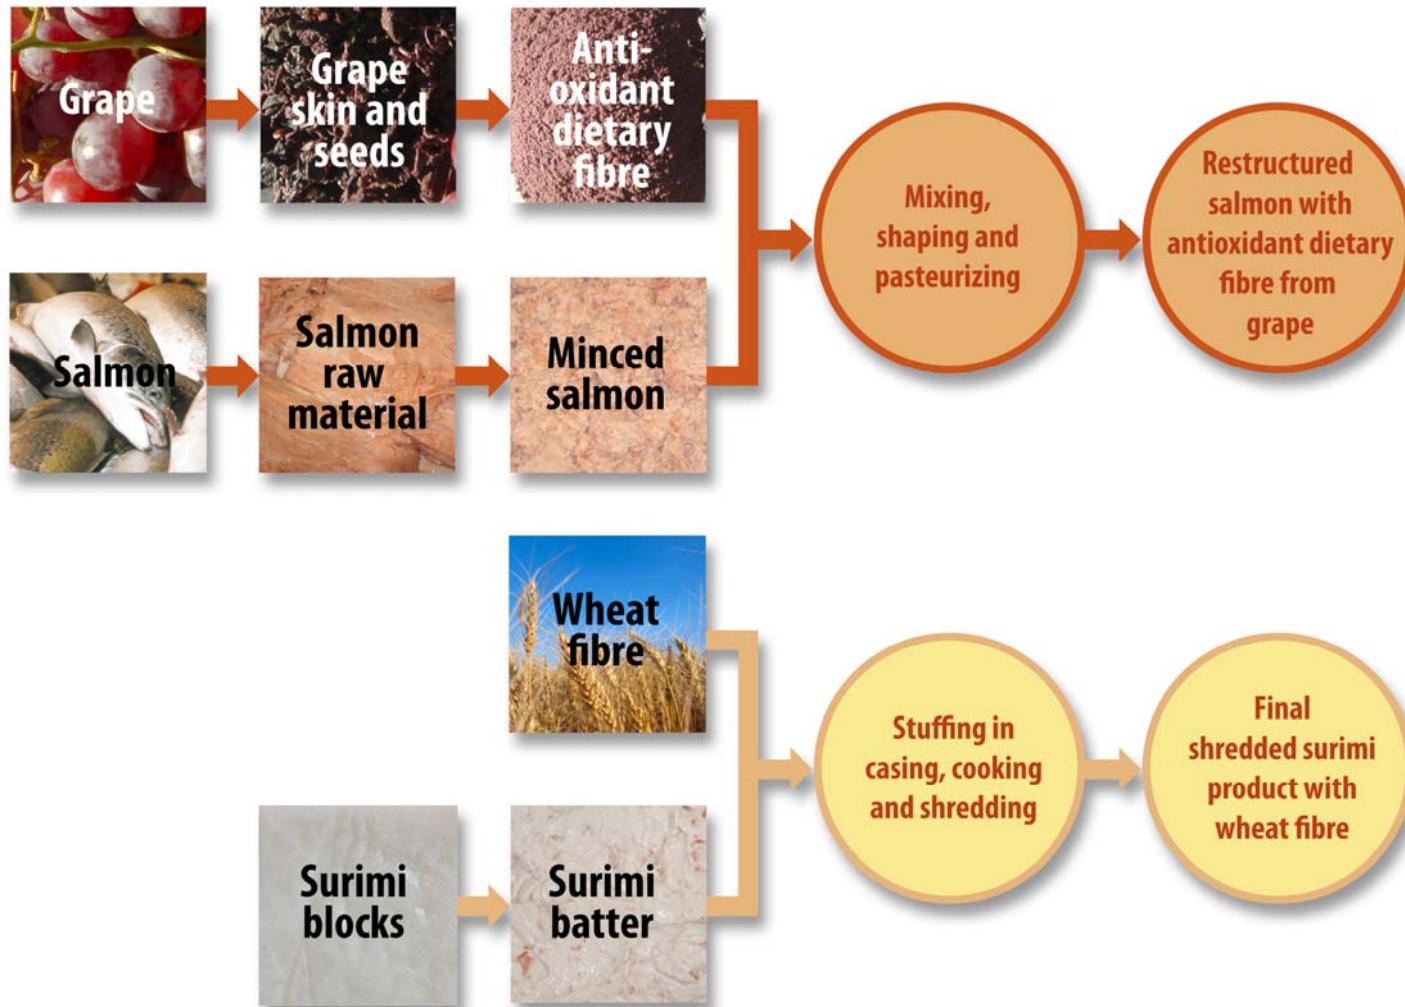 Grape
Grape
skin and
seeds
Anti-
oxidant
dietary
fibre
Salmon
Salmon
raw
material
Minced
salmon
Mixing,
shaping and
pasteurizing
Restructured
salmon with
antioxidant dietary
fibre from
grape
Wheat
fibre
Surimi
blocks
Surimi
batter
Stuffing in
casing, cooking
and shredding
Final
shredded surimi
product with
wheat fibre